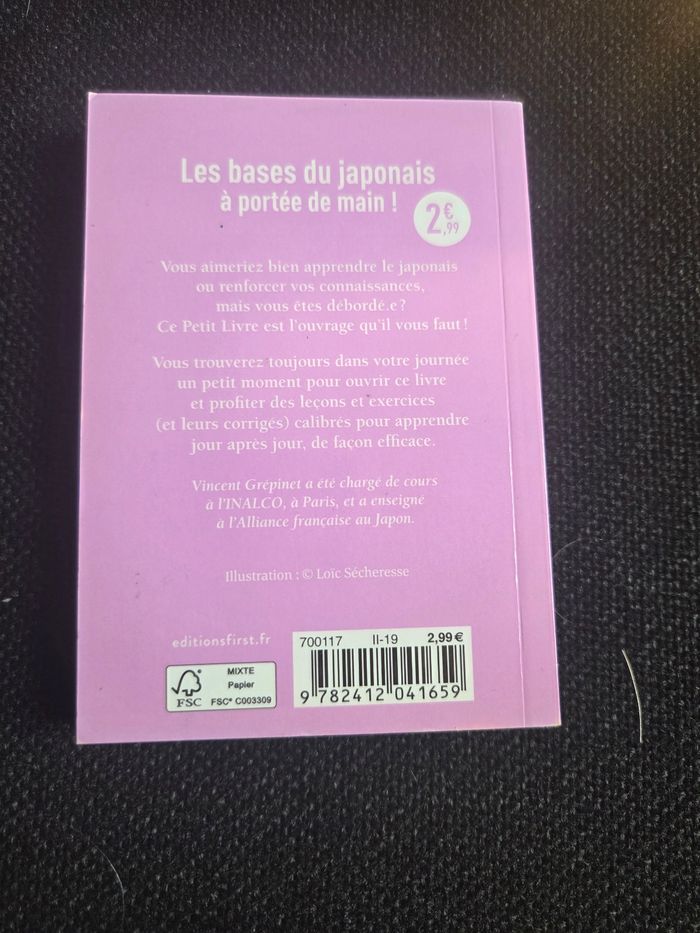 Les bases du japonais
à portée de main !
2€,99
Vous aimeriez bien apprendre le japonais
ou renforcer vos connaissances,
mais vous êtes débordé.e ?
Ce Petit Livre est l'ouvrage qu'il vous faut !
Vous trouverez toujours dans votre journée
un petit moment pour ouvrir ce livre
et profiter des leçons et exercices
(et leurs corrigés) calibrés pour apprendre
jour après jour, de façon efficace.
Vincent Grépinet a été chargé de cours
à l'INALCO, à Paris, et a enseigné
à l'Alliance française au Japon.
Illustration : © Loïc Sécheresse
editionsfirst.fr
700117 II-19 2,99 €
9 782412 041659
FSC
MIXTE
Papier
FSC® C003309